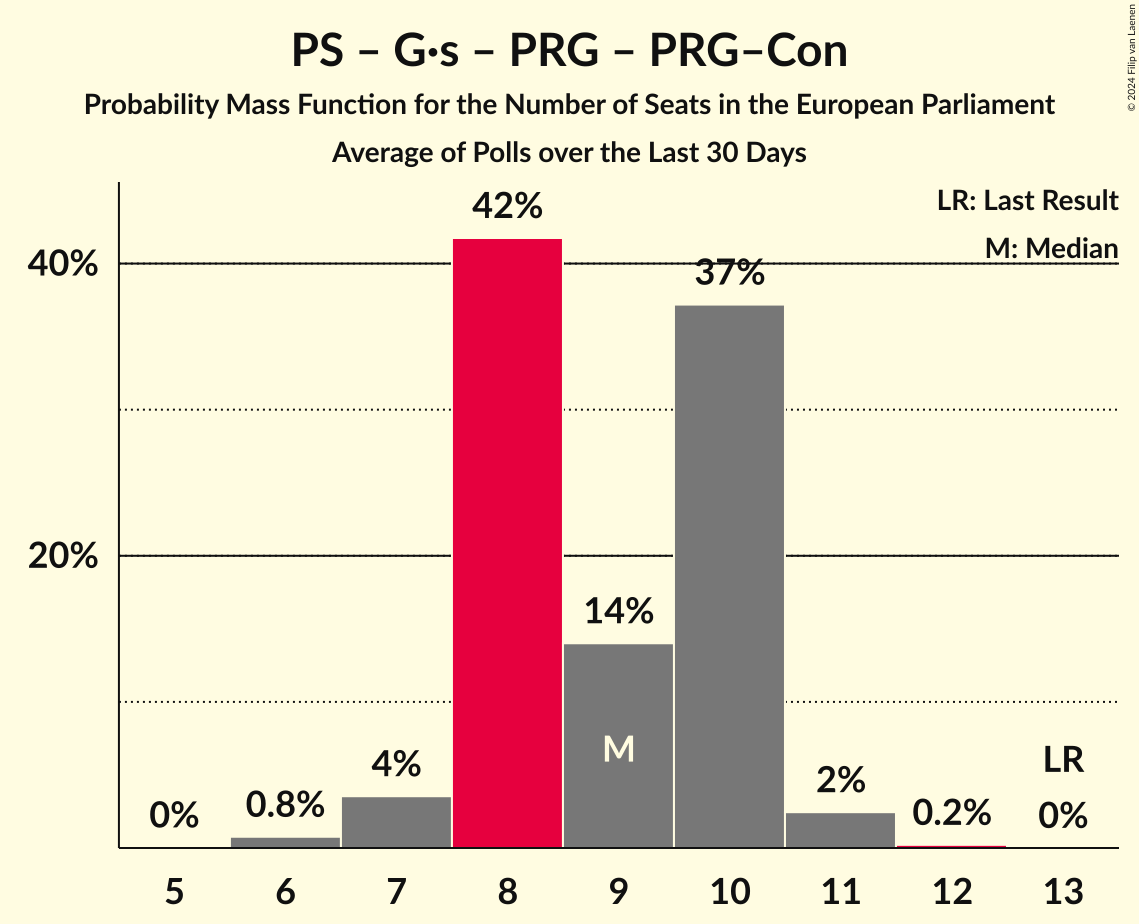 PS – G·s – PRG – PRG–Con
Probability Mass Function for the Number of Seats in the European Parliament
Average of Polls over the Last 30 Days
© 2024 Filip van Laenen
LR: Last Result
M: Median
40%
20%
0%
0.8%
4%
42%
14%
37%
2%
0.2%
LR
0%
M
5 6 7 8 9 10 11 12 13